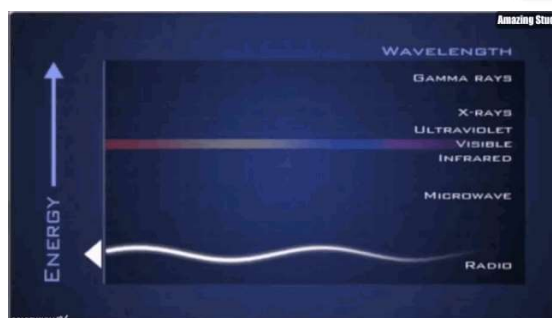 Amazing Stu
WAVELENGTH
GAMMA RAYS
X-RAYS
ULTRAVIOLET
VISIBLE
INFRARED
MICROWAVE
RADIO
ENERGY